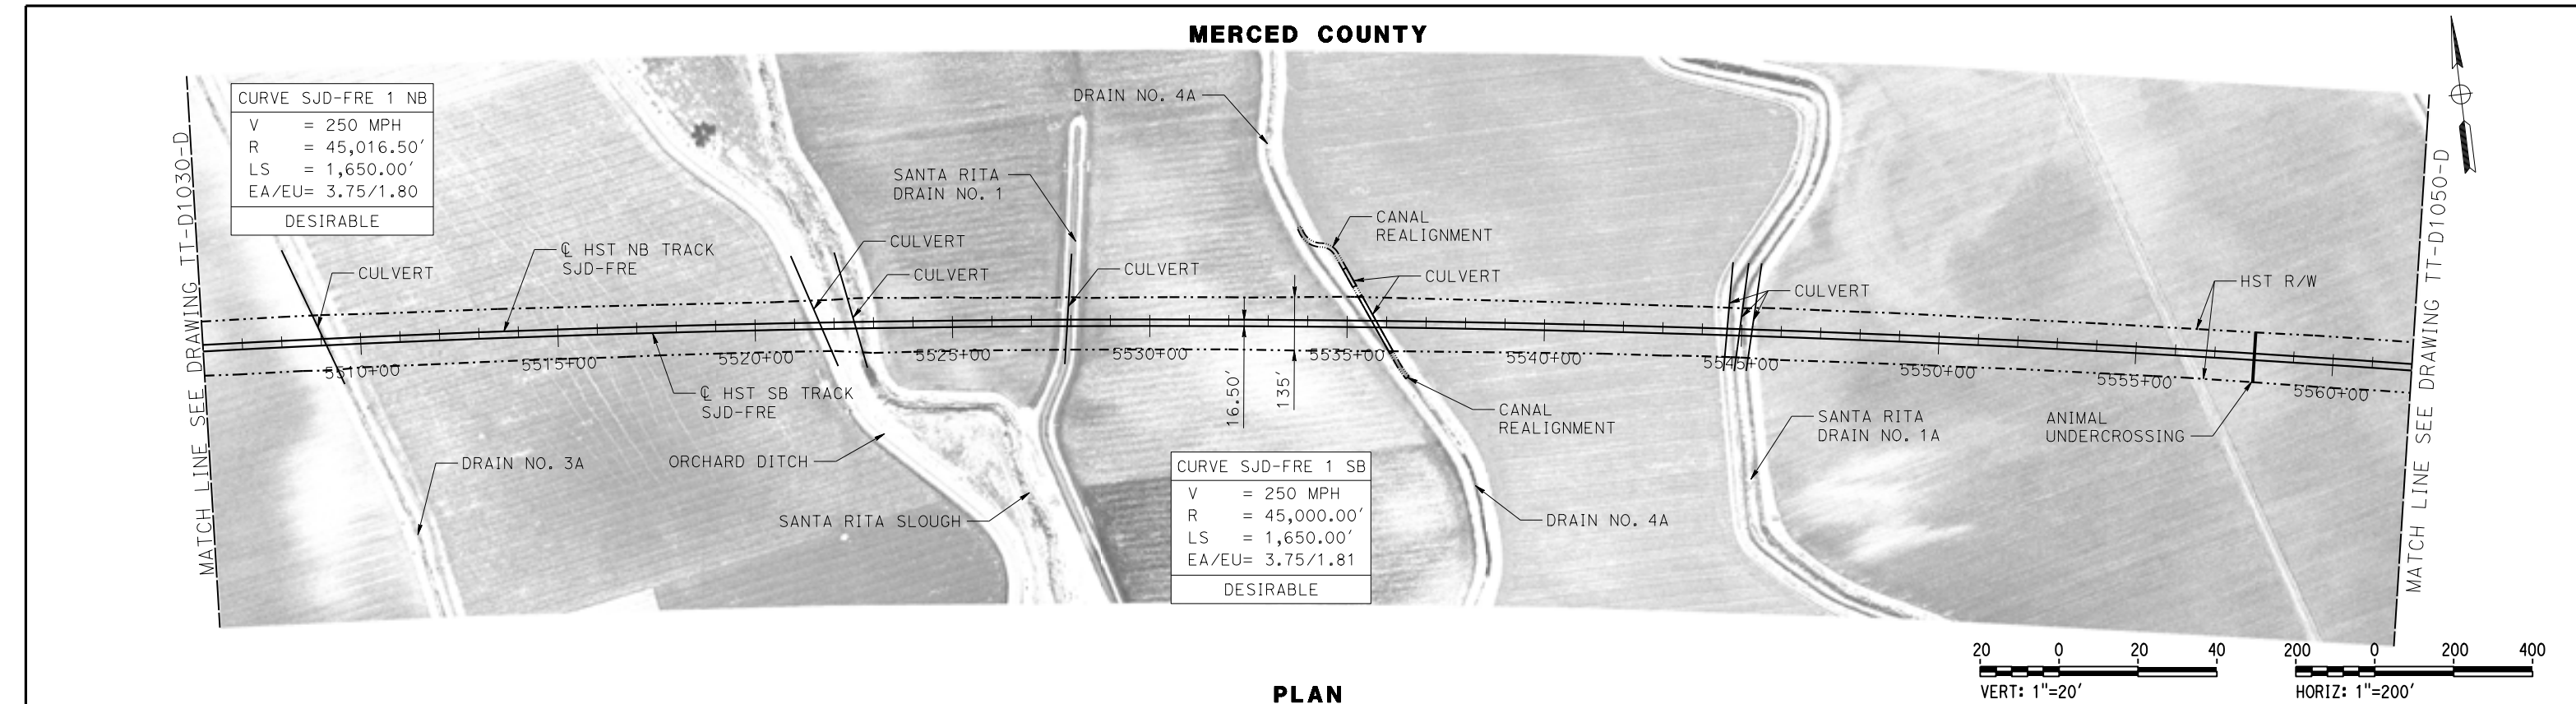 MERCED COUNTY
CURVE SJD-FRE 1 NB
V = 250 MPH
R = 45,016.50'
LS = 1,650.00'
EA/EU= 3.75/1.80
DESIRABLE
MATCH LINE SEE DRAWING TT-D1030-D
CULVERT
℄ HST NB TRACK
SJD-FRE
DRAIN NO. 4A
SANTA RITA
DRAIN NO. 1
CULVERT
CULVERT
CULVERT
CANAL
REALIGNMENT
CULVERT
CULVERT
HST R/W
5510+00
5515+00
5520+00
5525+00
5530+00
5535+00
5540+00
5545+00
5550+00
5555+00
5560+00
℄ HST SB TRACK
SJD-FRE
16.50'
135'
CANAL
REALIGNMENT
SANTA RITA
DRAIN NO. 1A
ANIMAL
UNDERCROSSING
DRAIN NO. 3A
ORCHARD DITCH
SANTA RITA SLOUGH
CURVE SJD-FRE 1 SB
V = 250 MPH
R = 45,000.00'
LS = 1,650.00'
EA/EU= 3.75/1.81
DESIRABLE
DRAIN NO. 4A
MATCH LINE SEE DRAWING TT-D1050-D
20 0 20 40
VERT: 1"=20'
200 0 200 400
HORIZ: 1"=200'
PLAN